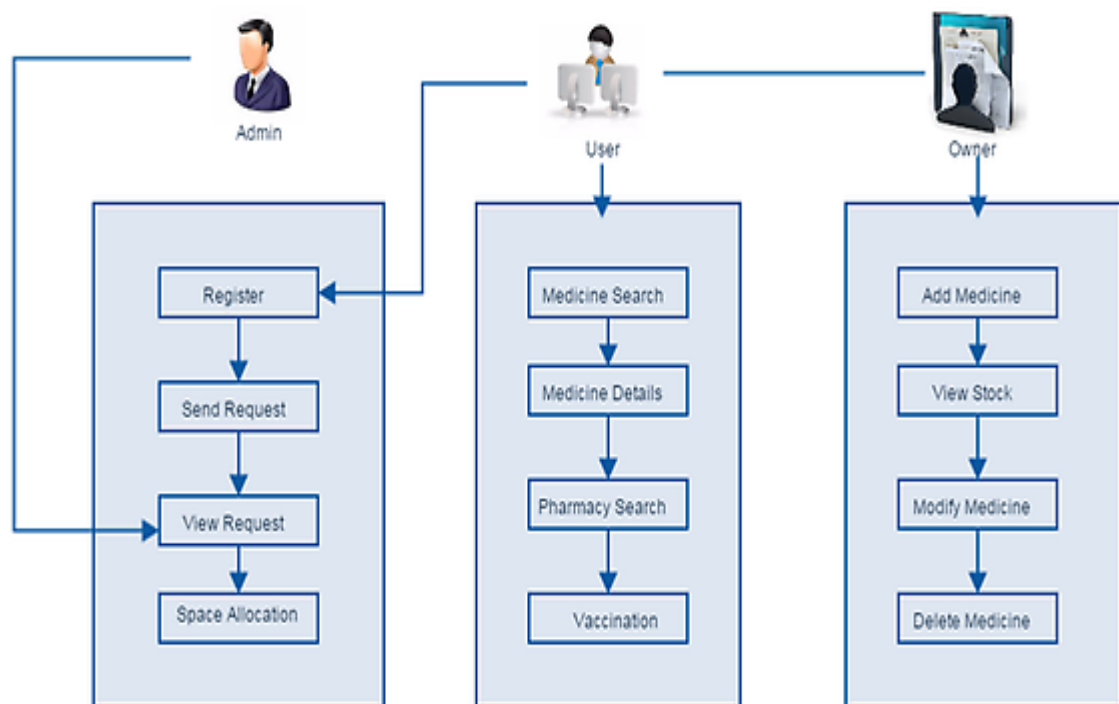 Admin
User
Owner
Register
Send Request
View Request
Space Allocation
Medicine Search
Medicine Details
Pharmacy Search
Vaccination
Add Medicine
View Stock
Modify Medicine
Delete Medicine